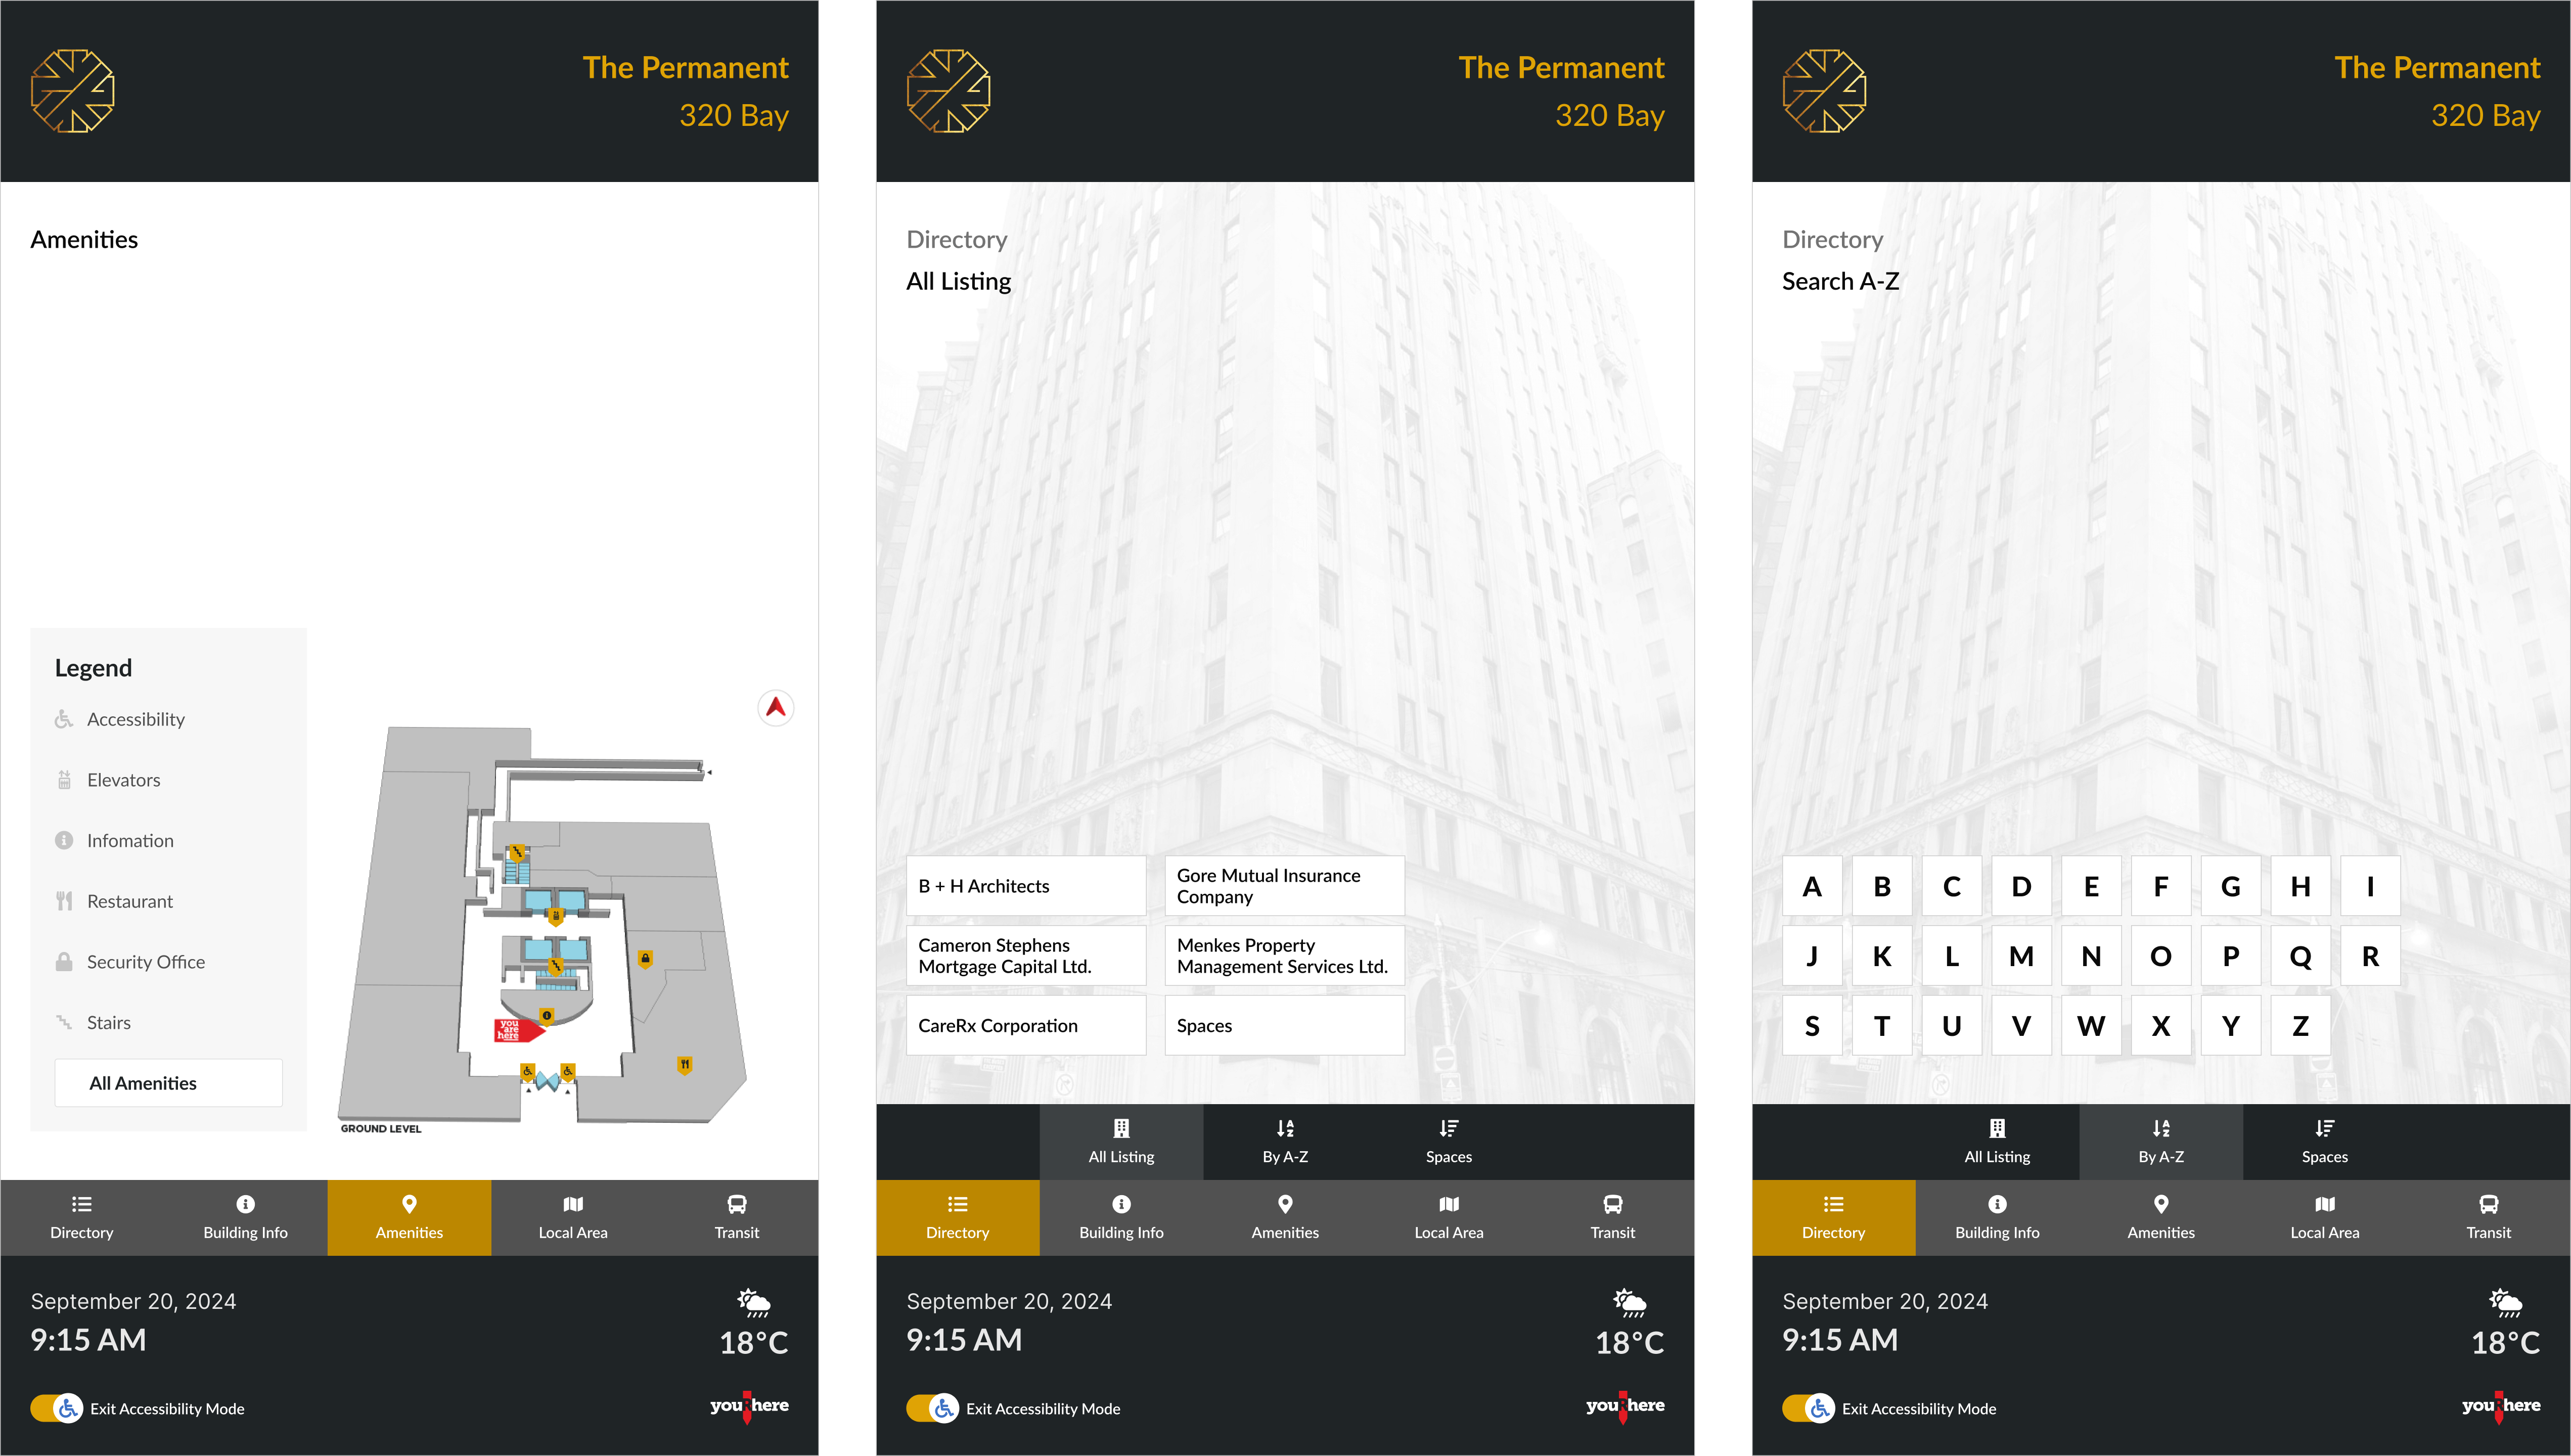 The Permanent
320 Bay
Amenities
Legend
Accessibility
Elevators
Infomation
Restaurant
Security Office
Stairs
All Amenities
you
are
here
GROUND LEVEL
Directory
Building Info
Amenities
Local Area
Transit
September 20, 2024
9:15 AM
18°C
Exit Accessibility Mode
you here
The Permanent
320 Bay
Directory
All Listing
B + H Architects
Gore Mutual Insurance
Company
Cameron Stephens
Mortgage Capital Ltd.
Menkes Property
Management Services Ltd.
CareRx Corporation
Spaces
All Listing
By A-Z
Spaces
Directory
Building Info
Amenities
Local Area
Transit
September 20, 2024
9:15 AM
18°C
Exit Accessibility Mode
you here
The Permanent
320 Bay
Directory
Search A-Z
A B C D E F G H I
J K L M N O P Q R
S T U V W X Y Z
All Listing
By A-Z
Spaces
Directory
Building Info
Amenities
Local Area
Transit
September 20, 2024
9:15 AM
18°C
Exit Accessibility Mode
you here